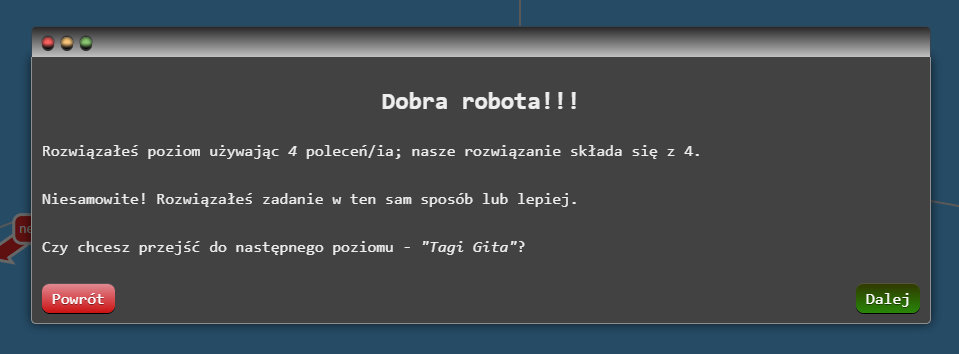 Dobra robota!!!
Rozwiązałeś poziom używając 4 poleceń/ia; nasze rozwiązanie składa się z 4.
Niesamowite! Rozwiązałeś zadanie w ten sam sposób lub lepiej.
Czy chcesz przejść do następnego poziomu - "Tagi Gita"?
Powrót
Dalej